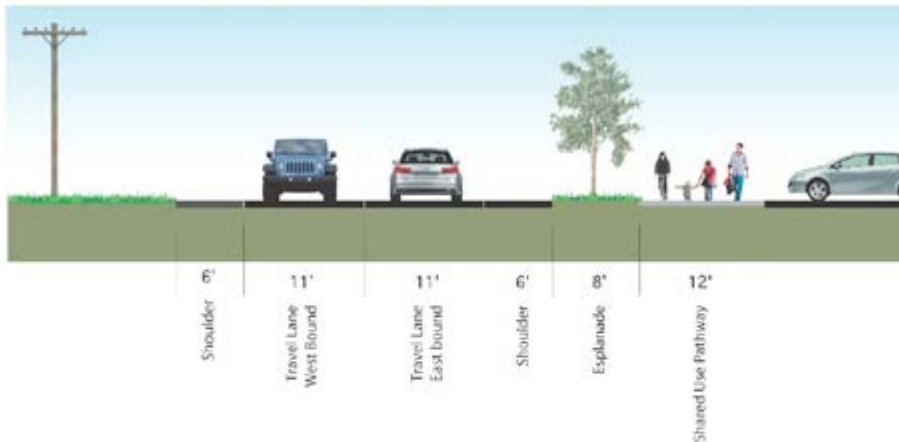 6'
11'
11'
6'
8'
12'
Shoulder
Travel Lane
West Bound
Travel Lane
East bound
Shoulder
Esplanade
Shared Use Pathway